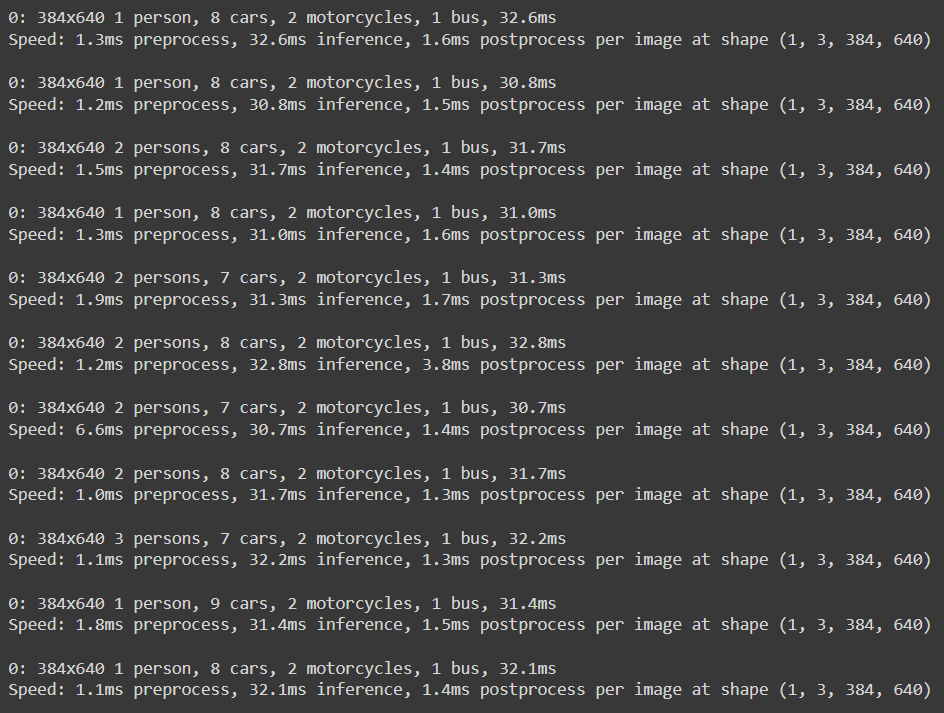 0: 384x640 1 person, 8 cars, 2 motorcycles, 1 bus, 32.6ms
Speed: 1.3ms preprocess, 32.6ms inference, 1.6ms postprocess per image at shape (1, 3, 384, 640)
0: 384x640 1 person, 8 cars, 2 motorcycles, 1 bus, 30.8ms
Speed: 1.2ms preprocess, 30.8ms inference, 1.5ms postprocess per image at shape (1, 3, 384, 640)
0: 384x640 2 persons, 8 cars, 2 motorcycles, 1 bus, 31.7ms
Speed: 1.5ms preprocess, 31.7ms inference, 1.4ms postprocess per image at shape (1, 3, 384, 640)
0: 384x640 1 person, 8 cars, 2 motorcycles, 1 bus, 31.0ms
Speed: 1.3ms preprocess, 31.0ms inference, 1.6ms postprocess per image at shape (1, 3, 384, 640)
0: 384x640 2 persons, 7 cars, 2 motorcycles, 1 bus, 31.3ms
Speed: 1.9ms preprocess, 31.3ms inference, 1.7ms postprocess per image at shape (1, 3, 384, 640)
0: 384x640 2 persons, 8 cars, 2 motorcycles, 1 bus, 32.8ms
Speed: 1.2ms preprocess, 32.8ms inference, 3.8ms postprocess per image at shape (1, 3, 384, 640)
0: 384x640 2 persons, 7 cars, 2 motorcycles, 1 bus, 30.7ms
Speed: 6.6ms preprocess, 30.7ms inference, 1.4ms postprocess per image at shape (1, 3, 384, 640)
0: 384x640 2 persons, 8 cars, 2 motorcycles, 1 bus, 31.7ms
Speed: 1.0ms preprocess, 31.7ms inference, 1.3ms postprocess per image at shape (1, 3, 384, 640)
0: 384x640 3 persons, 7 cars, 2 motorcycles, 1 bus, 32.2ms
Speed: 1.1ms preprocess, 32.2ms inference, 1.3ms postprocess per image at shape (1, 3, 384, 640)
0: 384x640 1 person, 9 cars, 2 motorcycles, 1 bus, 31.4ms
Speed: 1.8ms preprocess, 31.4ms inference, 1.5ms postprocess per image at shape (1, 3, 384, 640)
0: 384x640 1 person, 8 cars, 2 motorcycles, 1 bus, 32.1ms
Speed: 1.1ms preprocess, 32.1ms inference, 1.4ms postprocess per image at shape (1, 3, 384, 640)